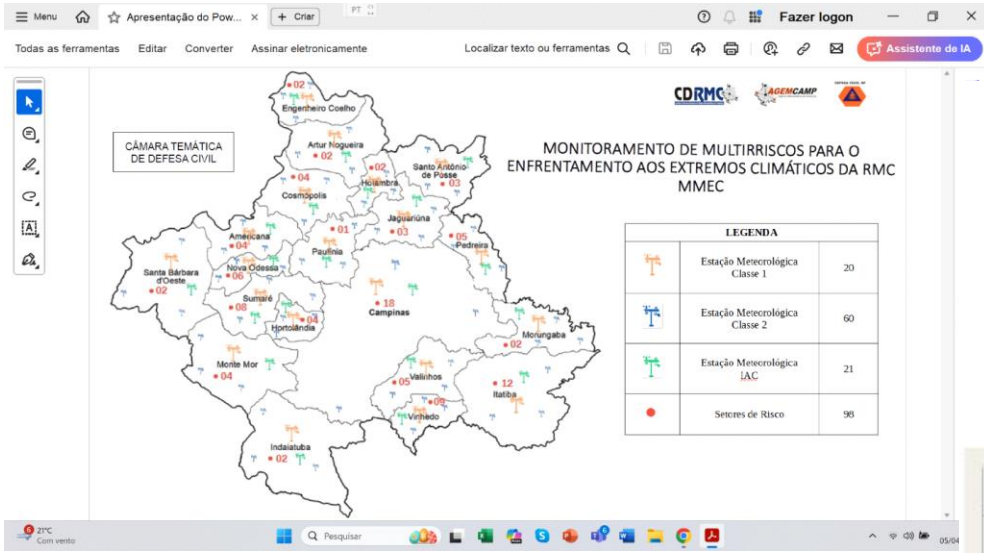 Menu
Apresentação do Pow...
Criar
PT
Fazer logon
Todas as ferramentas
Editar
Converter
Assinar eletronicamente
Localizar texto ou ferramentas
Assistente de IA
CDRMC
AGEMCAMP
CÂMARA TEMÁTICA
DE DEFESA CIVIL
MONITORAMENTO DE MULTIRRISCOS PARA O
ENFRENTAMENTO AOS EXTREMOS CLIMÁTICOS DA RMC
MMEC
02
Engenheiro Coelho
Artur Nogueira
02
02
Holambra
Santo Antônio
de Posse
03
04
Cosmópolis
Jaguariúna
03
01
Paulínia
05
Pedreira
Americana
04
Nova Odessa
06
Santa Bárbara
d'Oeste
02
Sumaré
08
04
Hortolândia
18
Campinas
Morungaba
02
Monte Mor
04
Valinhos
05
12
Itatiba
09
Vinhedo
Indaiatuba
02
LEGENDA
Estação Meteorológica
Classe 1
20
Estação Meteorológica
Classe 2
60
Estação Meteorológica
IAC
21
Setores de Risco
98
6
21°C
Com vento
Pesquisar
6
05/04